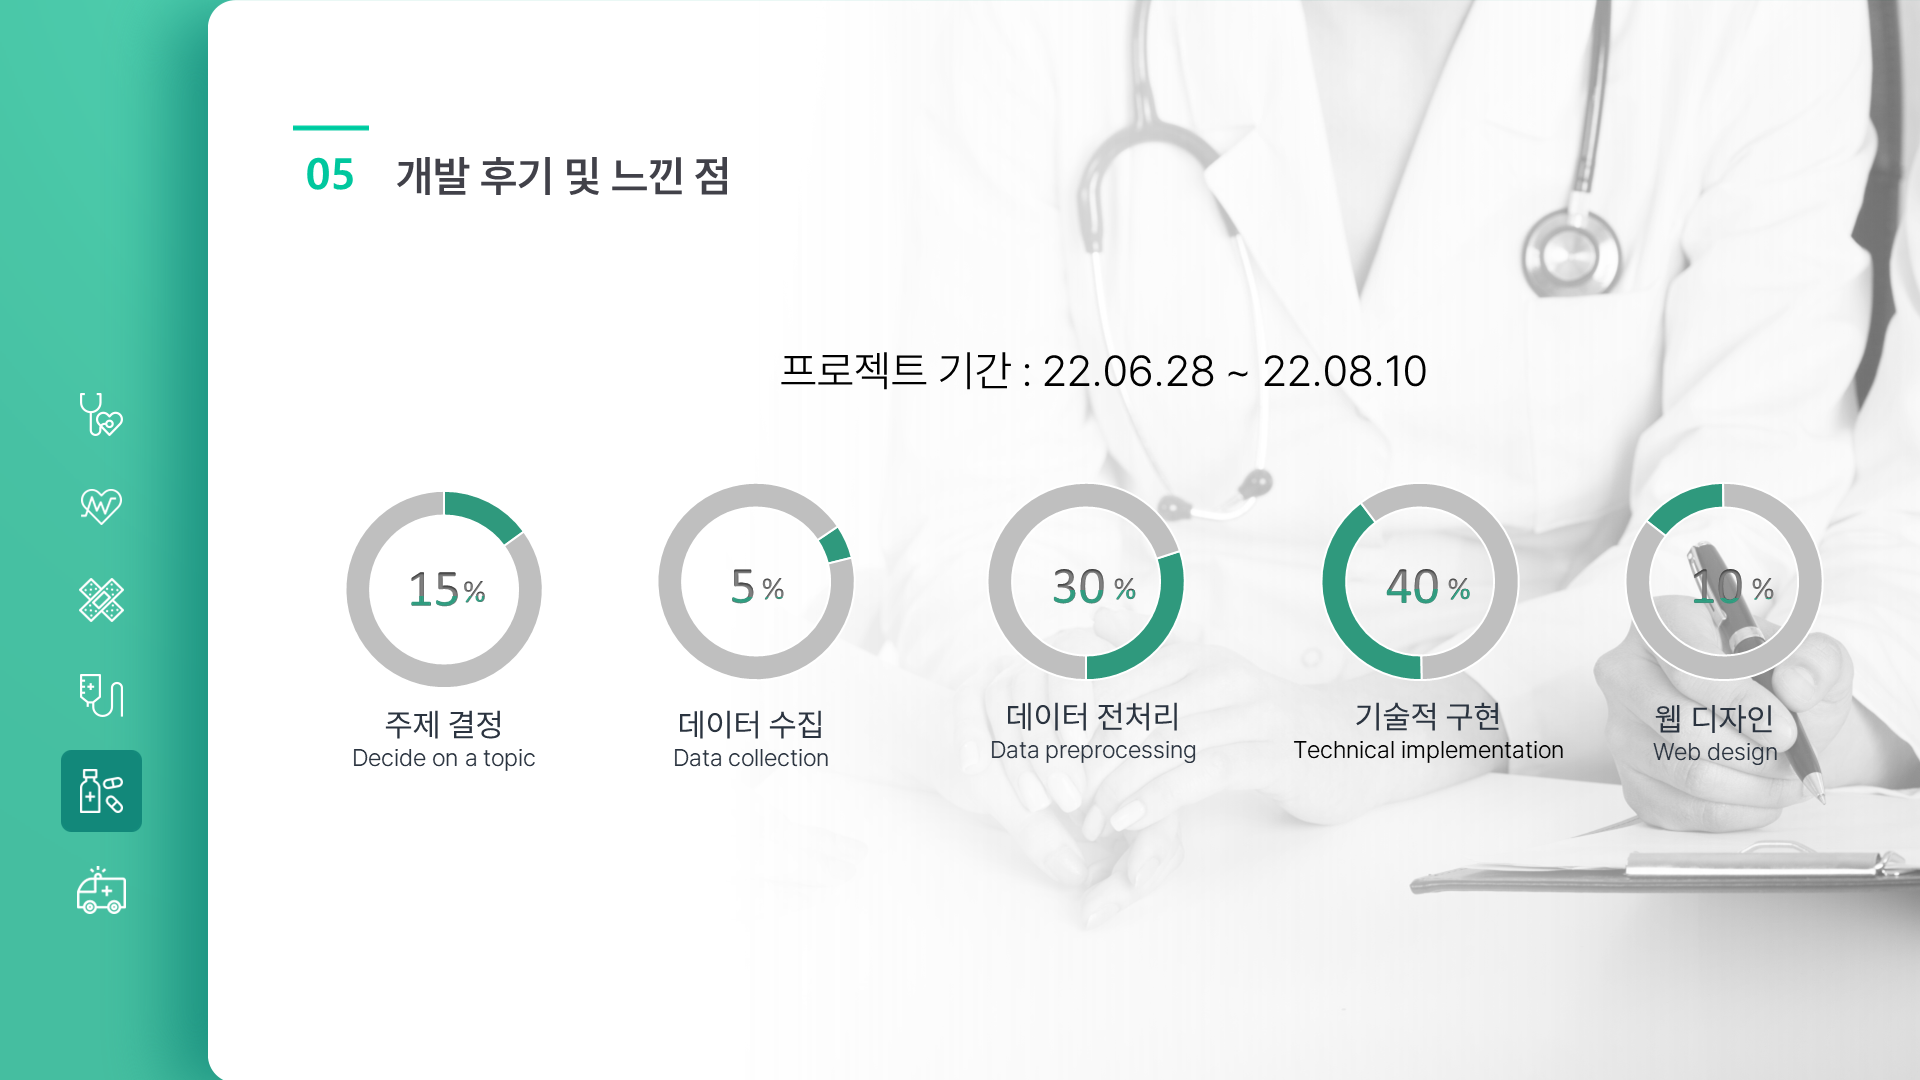 05 개발 후기 및 느낀 점
프로젝트 기간 : 22.06.28 ~ 22.08.10
15%
주제 결정
Decide on a topic
5 %
데이터 수집
Data collection
30 %
데이터 전처리
Data preprocessing
40 %
기술적 구현
Technical implementation
10 %
웹 디자인
Web design